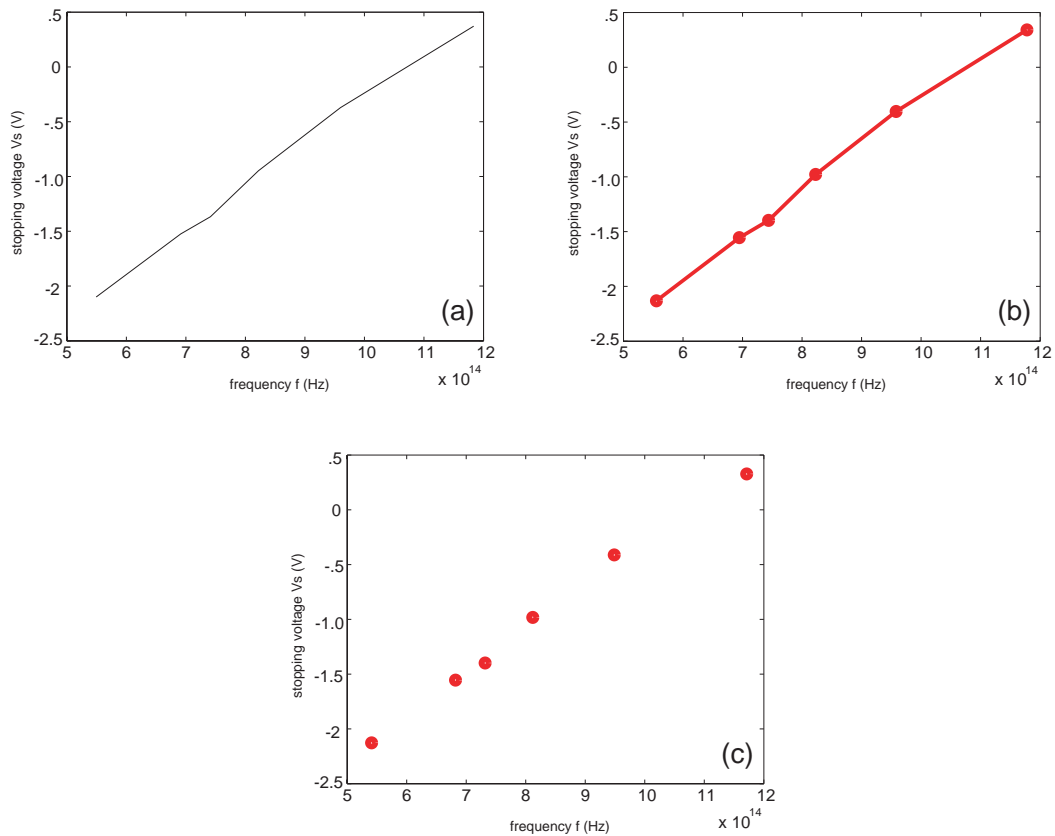 .5
0
-.5
-1.0
-1.5
-2
-2.5
stopping voltage Vs (V)
(a)
5 6 7 8 9 10 11 12
x 10^14
frequency f (Hz)
.5
0
-.5
-1.0
-1.5
-2
-2.5
stopping voltage Vs (V)
(b)
5 6 7 8 9 10 11 12
x 10^14
frequency f (Hz)
.5
0
-.5
-1.0
-1.5
-2
-2.5
stopping voltage Vs (V)
(c)
5 6 7 8 9 10 11 12
x 10^14
frequency f (Hz)